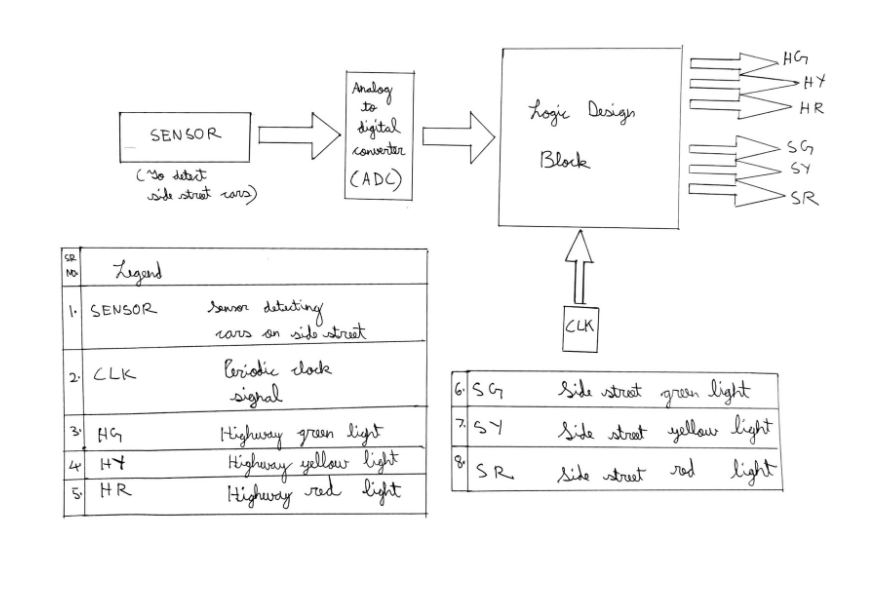 SENSOR
(To detect
side street cars)
Analog
to
digital
converter
(ADC)
Logic Design
Block
HG
HY
HR
SG
SY
SR
CLK
SR NO. Legend
1. SENSOR Sensor detecting
cars on side street
2. CLK Periodic clock
signal
3. HG Highway green light
4. HY Highway yellow light
5. HR Highway red light
6. SG Side street green light
7. SY Side street yellow light
8. SR Side street red light